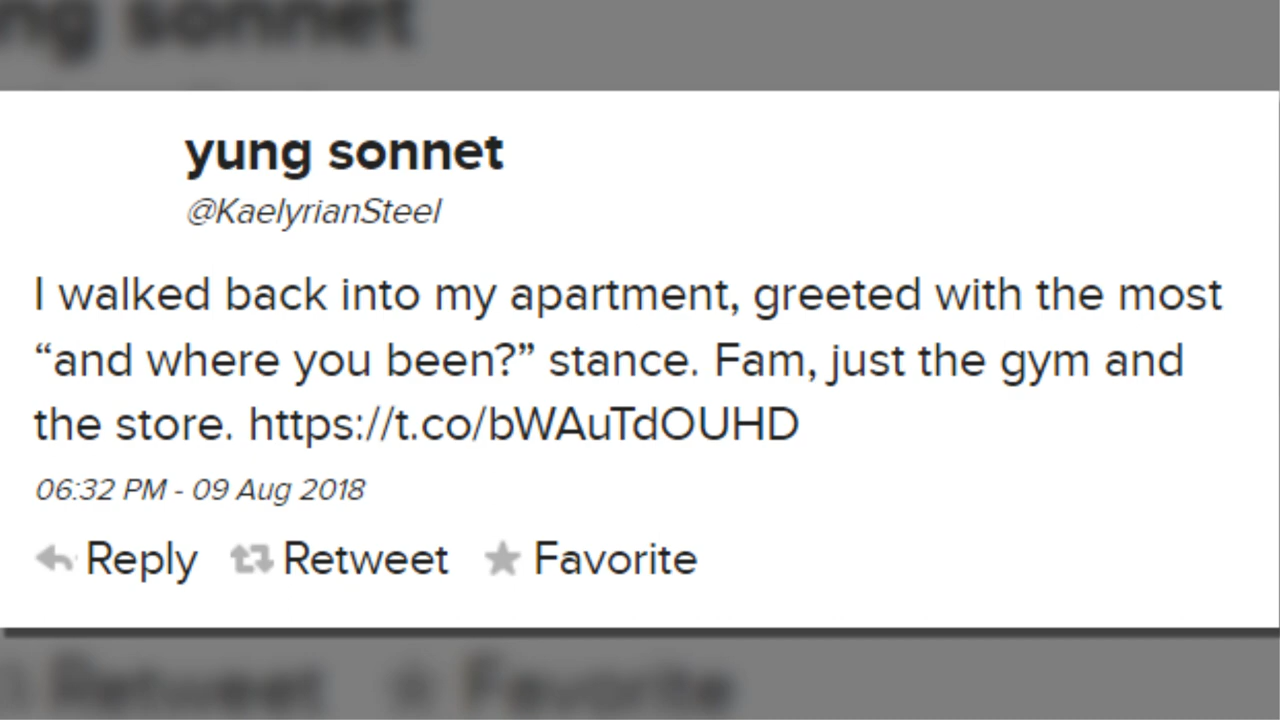 ng sonnet
yung sonnet
@KaelyrianSteel
I walked back into my apartment, greeted with the most
“and where you been?” stance. Fam, just the gym and
the store. https://t.co/bWAuTdOUHD
06:32 PM - 09 Aug 2018
Reply Retweet Favorite
Retweet Favorite